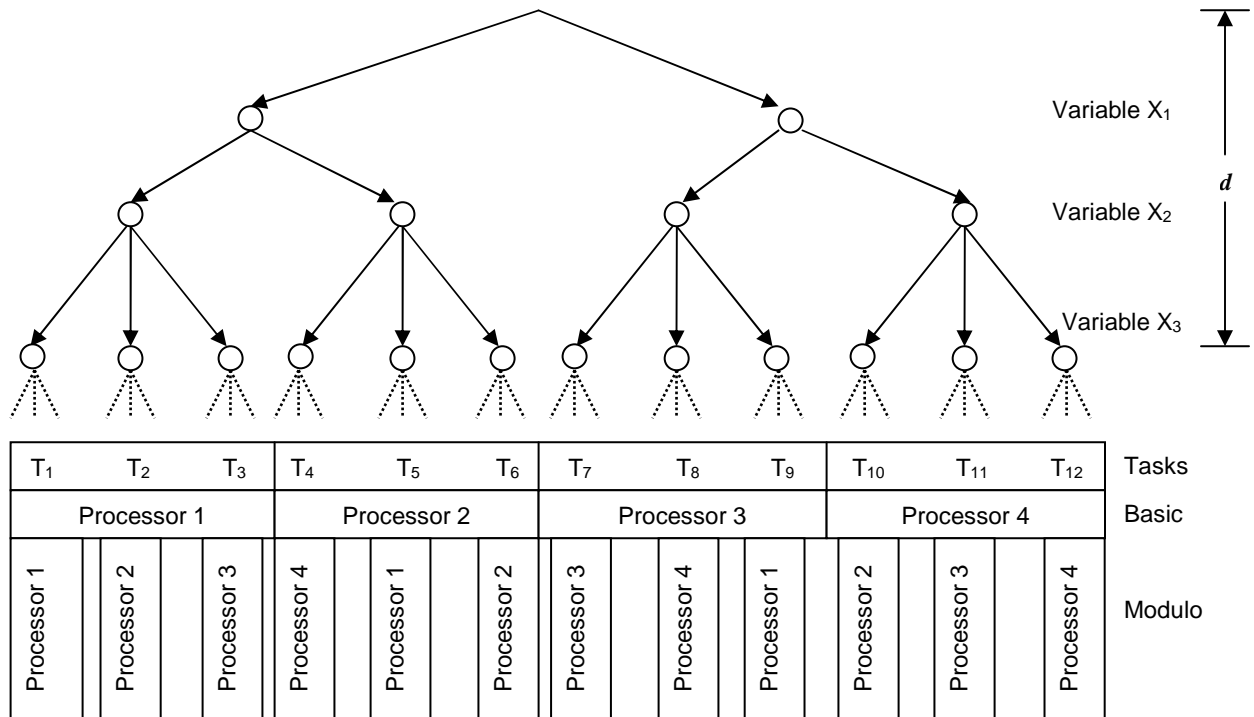 Variable X₁
d
Variable X₂
Variable X₃
T₁ T₂ T₃ T₄ T₅ T₆ T₇ T₈ T₉ T₁₀ T₁₁ T₁₂ Tasks
Processor 1 Processor 2 Processor 3 Processor 4 Basic
Processor 1 Processor 2 Processor 3 Processor 4 Processor 1 Processor 2 Processor 3 Processor 4 Processor 1 Processor 2 Processor 3 Processor 4 Modulo